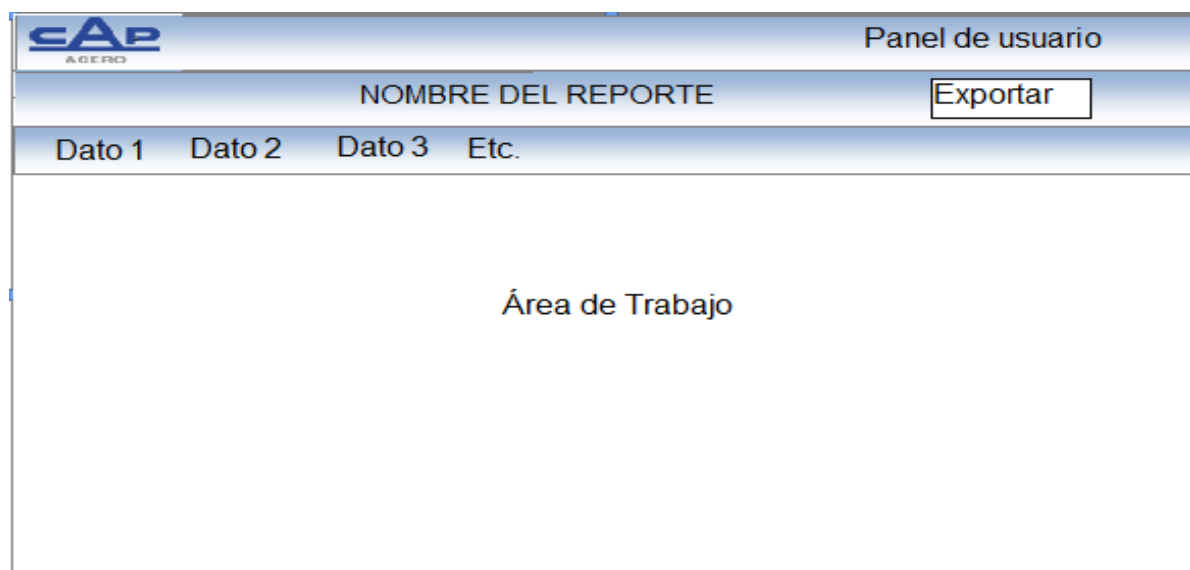 CAP
ACERO
Panel de usuario
NOMBRE DEL REPORTE
Exportar
Dato 1 Dato 2 Dato 3 Etc.
Área de Trabajo